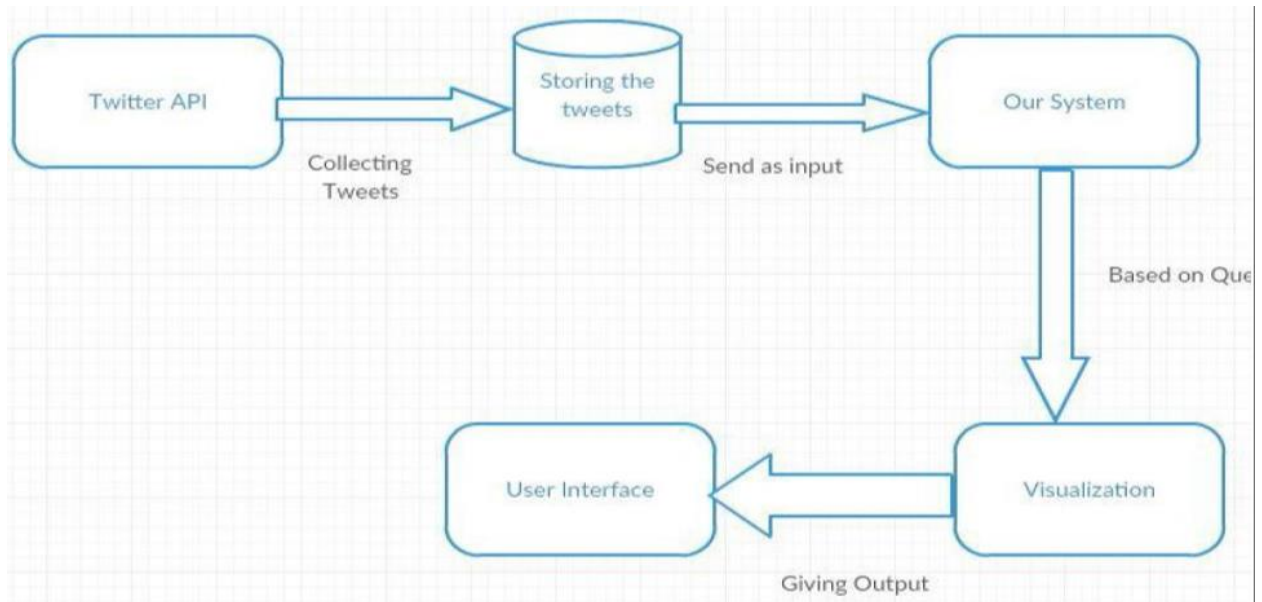 Twitter API
Collecting
Tweets
Storing the
tweets
Send as input
Our System
Based on
Visualization
Giving Output
User Interface